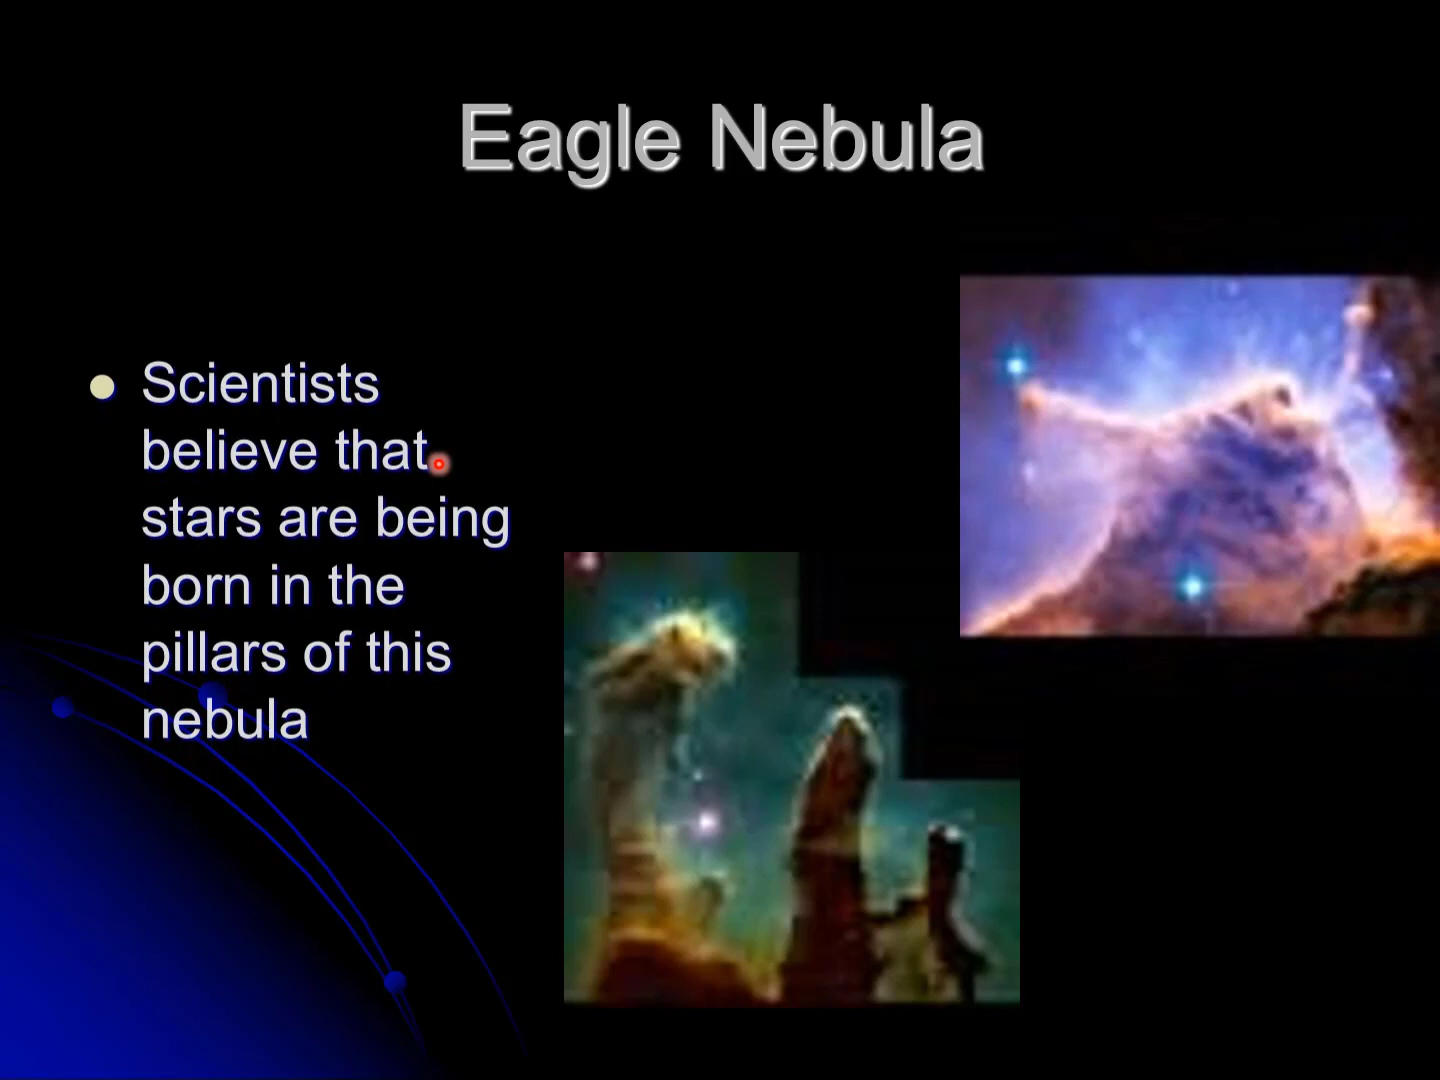 Eagle Nebula
Scientists
believe that
stars are being
born in the
pillars of this
nebula